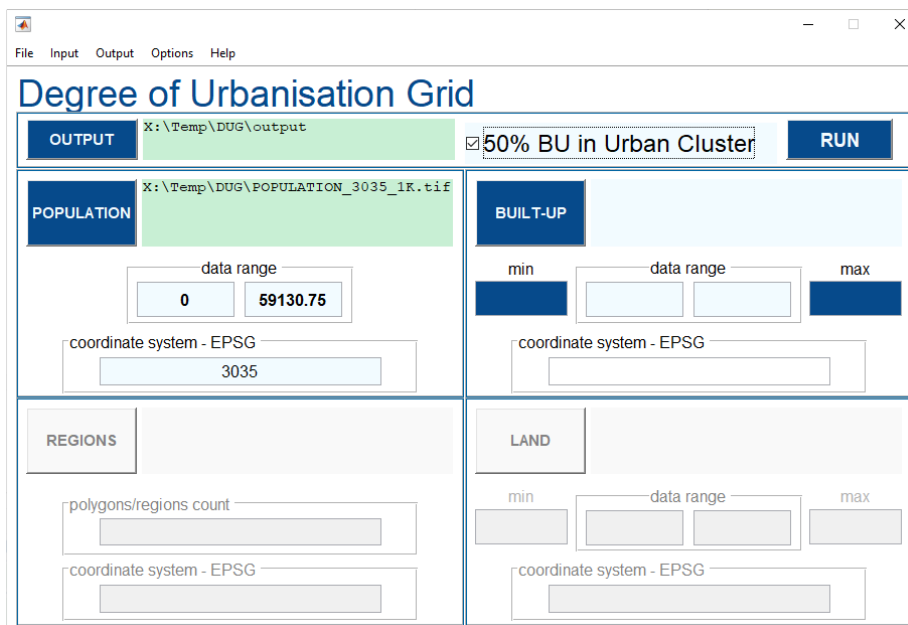 File Input Output Options Help
Degree of Urbanisation Grid
OUTPUT
X:\Temp\DUG\output
50% BU in Urban Cluster
RUN
POPULATION
X:\Temp\DUG\POPULATION_3035_1K.tif
data range
0 59130.75
coordinate system - EPSG
3035
BUILT-UP
min data range max
coordinate system - EPSG
REGIONS
polygons/regions count
coordinate system - EPSG
LAND
min data range max
coordinate system - EPSG